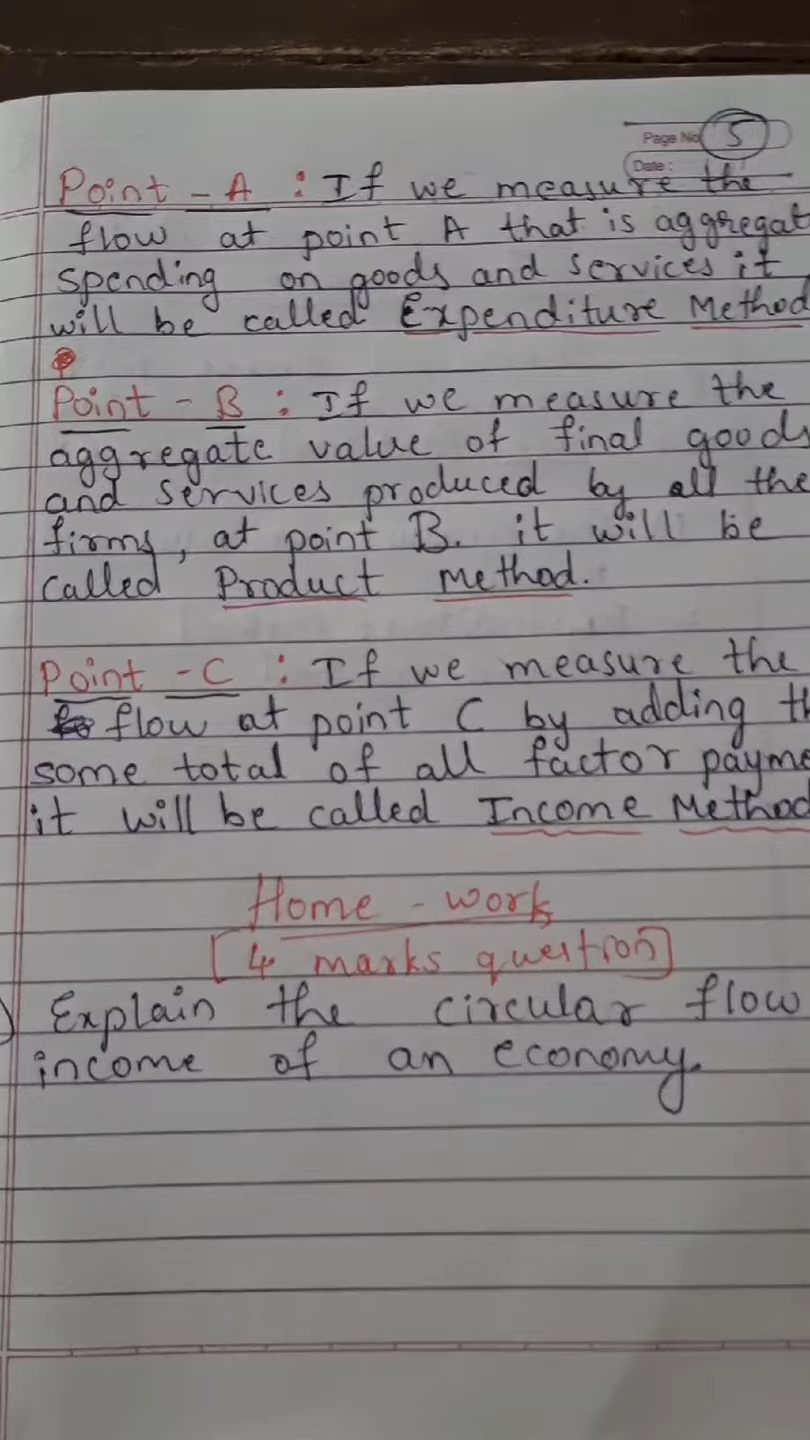 Page No 5
Date:
Point - A : If we measure the
flow at point A that is aggregat
spending on goods and services it
will be called Expenditure Method
Point - B : If we measure the
aggregate value of final goods
and services produced by all the
firms, at point B. it will be
called Product Method.
Point - C : If we measure the
flow at point C by adding th
some total of all factor payme
it will be called Income Method
Home - work
[4 marks question]
) Explain the circular flow
income of an economy.